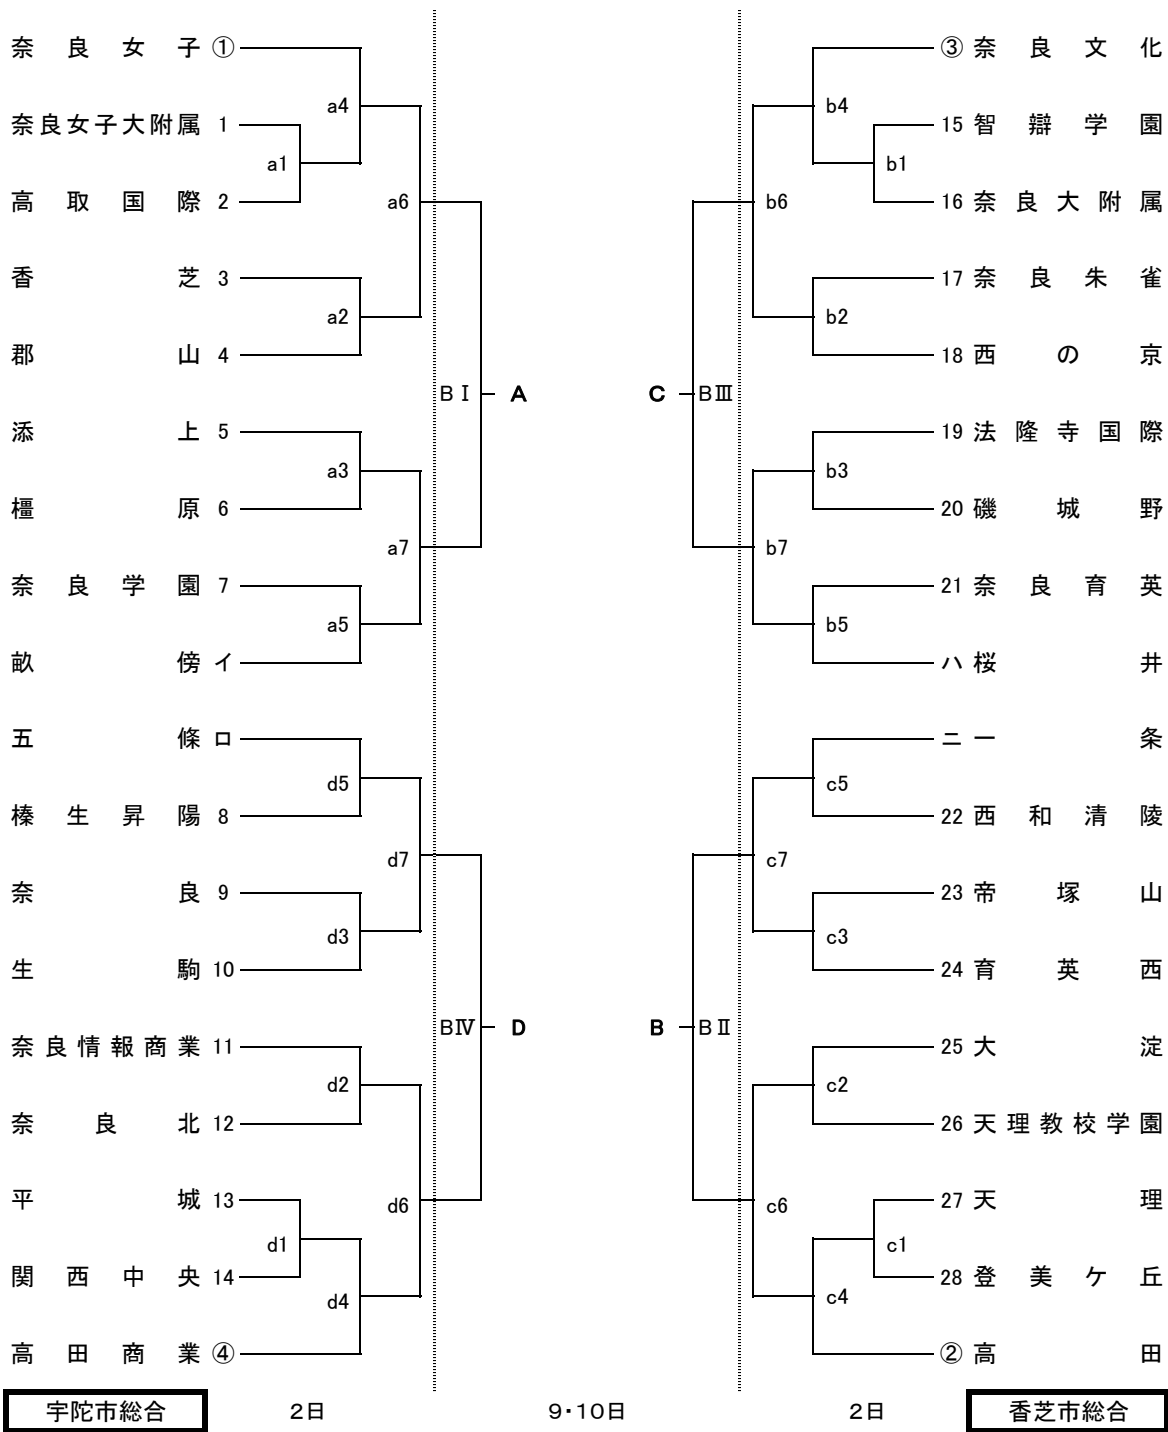 奈良女子 ① ③ 奈良文化
a4 b4
奈良女子大附属 1 15 智辯学園
a1 b1
高取国際 2 a6 b6 16 奈良大附属
香芝 3 17 奈良朱雀
a2 b2
郡山 4 18 西の京
BⅠ A C BⅢ
添上 5 19 法隆寺国際
a3 b3
橿原 6 20 磯城野
a7 b7
奈良学園 7 21 奈良育英
a5 b5
畝傍 イ ハ 桜井
五條 ロ ニ 一条
d5 c5
榛生昇陽 8 22 西和清陵
d7 c7
奈良 9 23 帝塚山
d3 c3
生駒 10 24 育英西
BⅣ D B BⅡ
奈良情報商業 11 25 大淀
d2 c2
奈良北 12 26 天理教校学園
平城 13 d6 c6 27 天理
d1 c1
関西中央 14 28 登美ケ丘
d4 c4
高田商業 ④ ② 高田
宇陀市総合 2日 9・10日 2日 香芝市総合